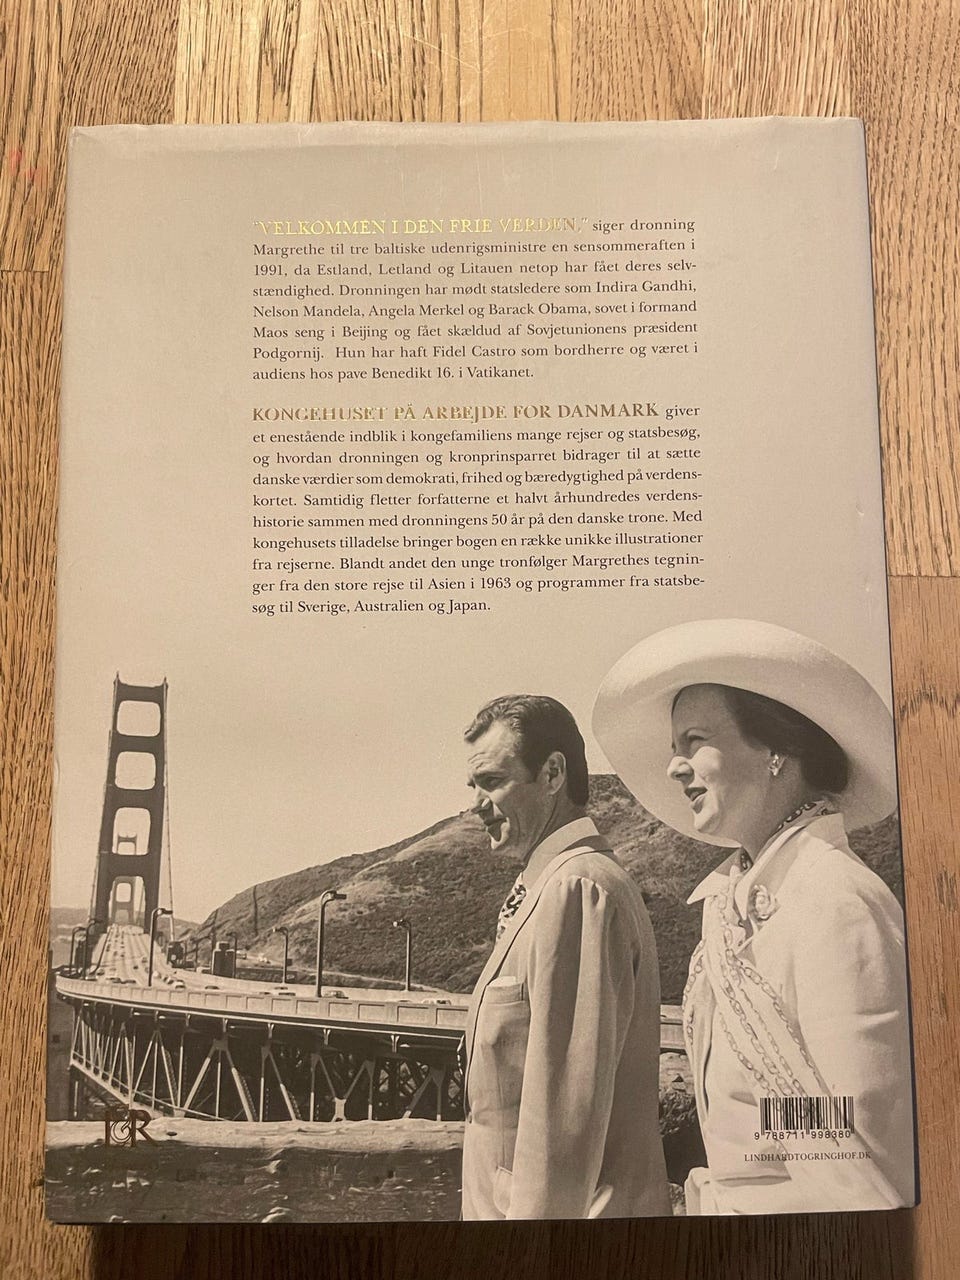 "VELKOMMEN I DEN FRIE VERDEN," siger dronning
Margrethe til tre baltiske udenrigsministre en sensommeraften i
1991, da Estland, Letland og Litauen netop har fået deres selv-
stændighed. Dronningen har mødt statsledere som Indira Gandhi,
Nelson Mandela, Angela Merkel og Barack Obama, sovet i formand
Maos seng i Beijing og fået skældud af Sovjetunionens præsident
Podgornij. Hun har haft Fidel Castro som bordherre og været i
audiens hos pave Benedikt 16. i Vatikanet.
KONGEHUSET PÅ ARBEJDE FOR DANMARK giver
et enestående indblik i kongefamiliens mange rejser og statsbesøg,
og hvordan dronningen og kronprinsparret bidrager til at sætte
danske værdier som demokrati, frihed og bæredygtighed på verdens-
kortet. Samtidig fletter forfatterne et halvt århundredes verdens-
historie sammen med dronningens 50 år på den danske trone. Med
kongehusets tilladelse bringer bogen en række unikke illustrationer
fra rejserne. Blandt andet den unge tronfølger Margrethes tegnin-
ger fra den store rejse til Asien i 1963 og programmer fra statsbe-
søg til Sverige, Australien og Japan.
9 788711 998380
LINDHARDTOGRINGHOF.DK